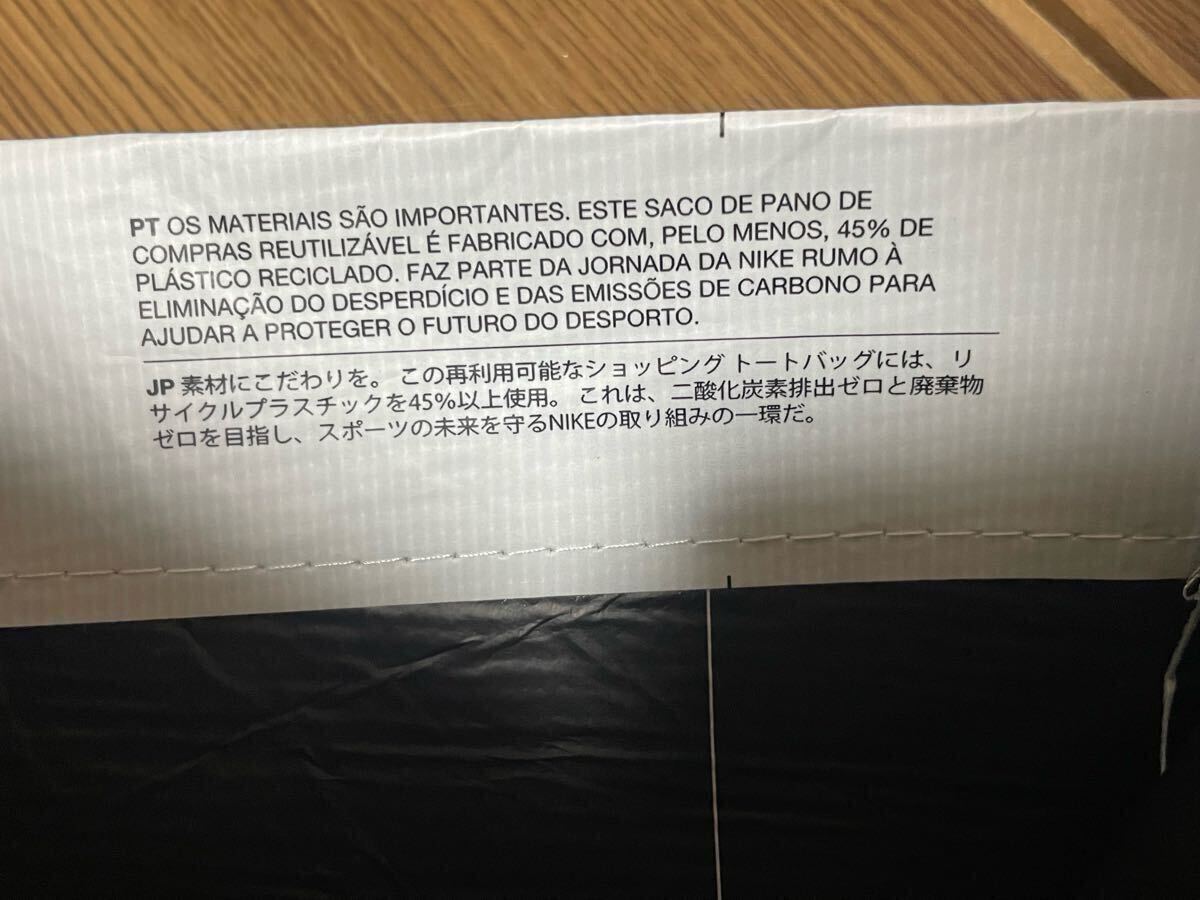 PT OS MATERIAIS SÃO IMPORTANTES. ESTE SACO DE PANO DE
COMPRAS REUTILIZÁVEL É FABRICADO COM, PELO MENOS, 45% DE
PLÁSTICO RECICLADO. FAZ PARTE DA JORNADA DA NIKE RUMO À
ELIMINAÇÃO DO DESPERDÍCIO E DAS EMISSÕES DE CARBONO PARA
AJUDAR A PROTEGER O FUTURO DO DESPORTO.
JP 素材にこだわりを。 この再利用可能なショッピング トートバッグには、リ
サイクルプラスチックを45%以上使用。 これは、二酸化炭素排出ゼロと廃棄物
ゼロを目指し、スポーツの未来を守るNIKEの取り組みの一環だ。